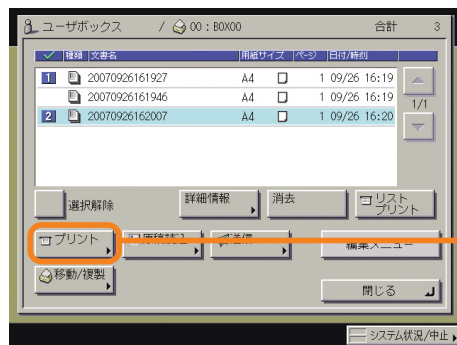 ユーザボックス / 00 : BOX00 合計 3
種類 文書名 用紙サイズ ページ 日付/時刻
1 20070926161927 A4 1 09/26 16:19
20070926161946 A4 1 09/26 16:19
2 20070926162007 A4 1 09/26 16:20
1/1
選択解除 詳細情報 消去 リストプリント
プリント 原稿読込 送信 編集メニュー
移動/複製
閉じる
システム状況/中止